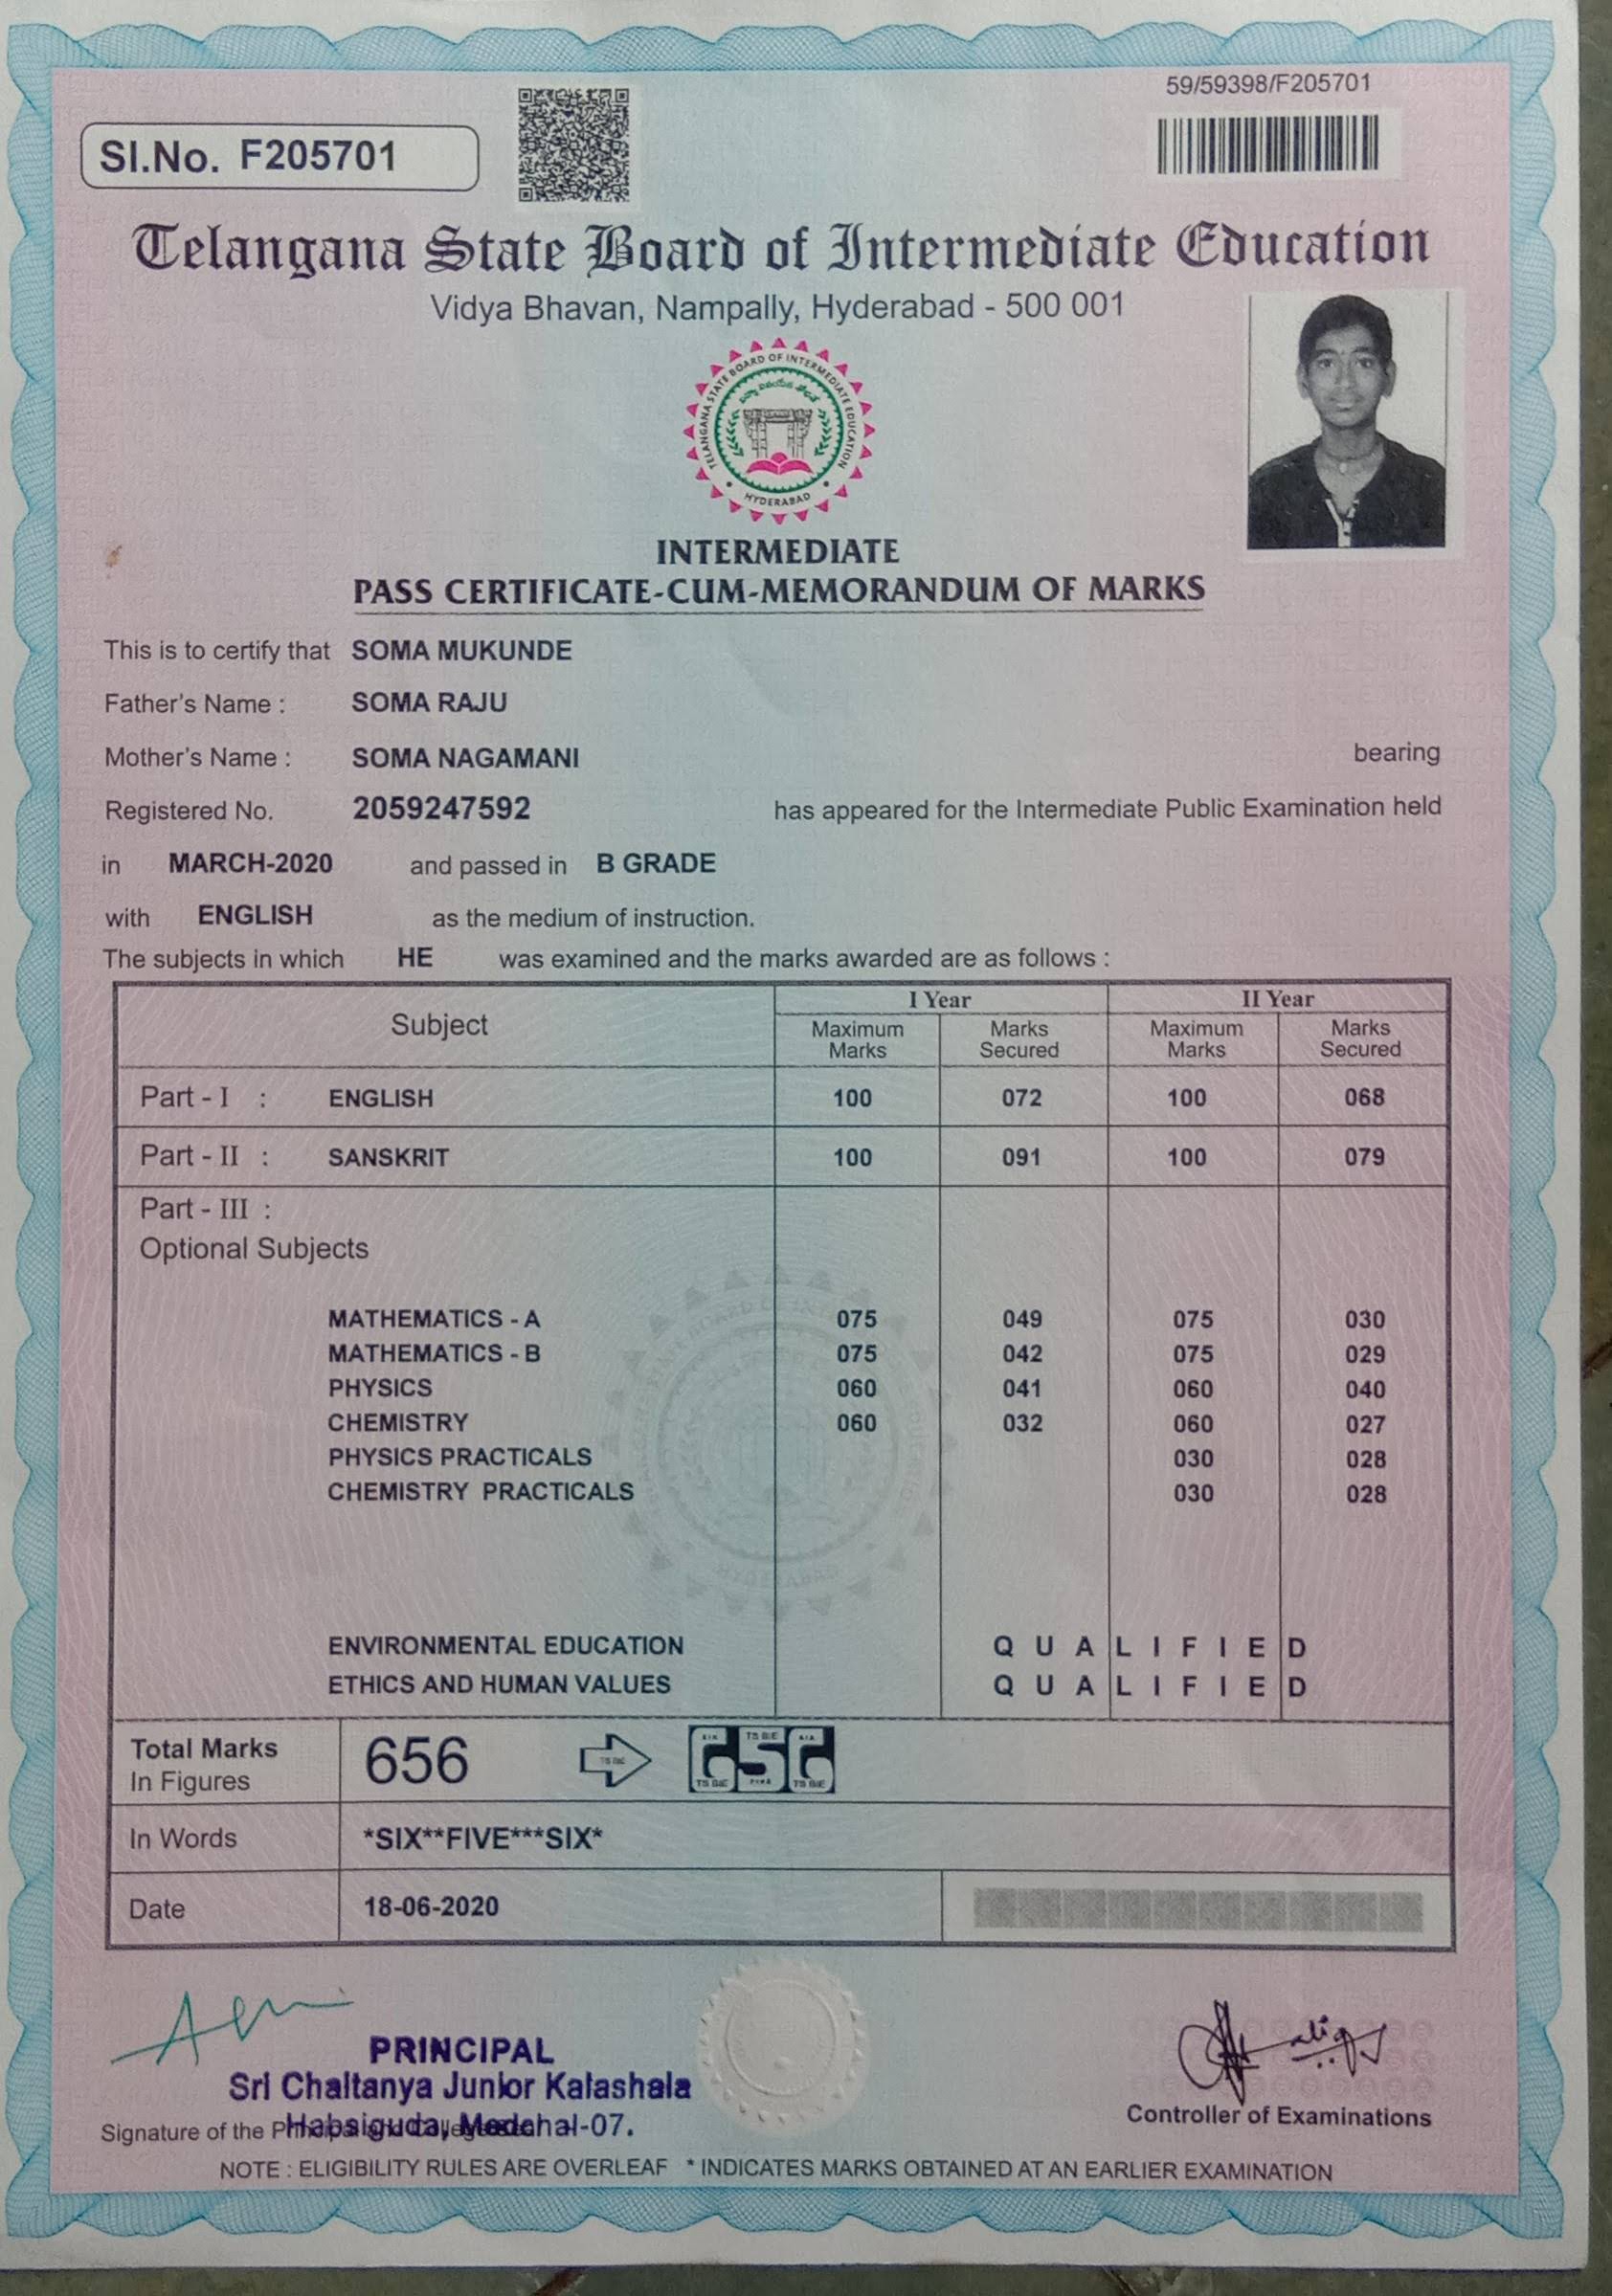 59/59398/F205701
Sl.No. F205701
Telangana State Board of Intermediate Education
Vidya Bhavan, Nampally, Hyderabad - 500 001
TELANGANA STATE BOARD OF INTERMEDIATE EDUCATION
HYDERABAD
INTERMEDIATE
PASS CERTIFICATE-CUM-MEMORANDUM OF MARKS
This is to certify that SOMA MUKUNDE
Father's Name : SOMA RAJU
Mother's Name : SOMA NAGAMANI bearing
Registered No. 2059247592 has appeared for the Intermediate Public Examination held
in MARCH-2020 and passed in B GRADE
with ENGLISH as the medium of instruction.
The subjects in which HE was examined and the marks awarded are as follows :
Subject I Year II Year
Maximum Marks Marks Secured Maximum Marks Marks Secured
Part - I : ENGLISH 100 072 100 068
Part - II : SANSKRIT 100 091 100 079
Part - III :
Optional Subjects
MATHEMATICS - A 075 049 075 030
MATHEMATICS - B 075 042 075 029
PHYSICS 060 041 060 040
CHEMISTRY 060 032 060 027
PHYSICS PRACTICALS 030 028
CHEMISTRY PRACTICALS 030 028
ENVIRONMENTAL EDUCATION QUALIFIED
ETHICS AND HUMAN VALUES QUALIFIED
Total Marks
In Figures 656
In Words *SIX**FIVE***SIX*
Date 18-06-2020
PRINCIPAL
Sri Chaitanya Junior Kalashala
Habsiguda, Medchal-07.
Signature of the
Controller of Examinations
NOTE : ELIGIBILITY RULES ARE OVERLEAF * INDICATES MARKS OBTAINED AT AN EARLIER EXAMINATION